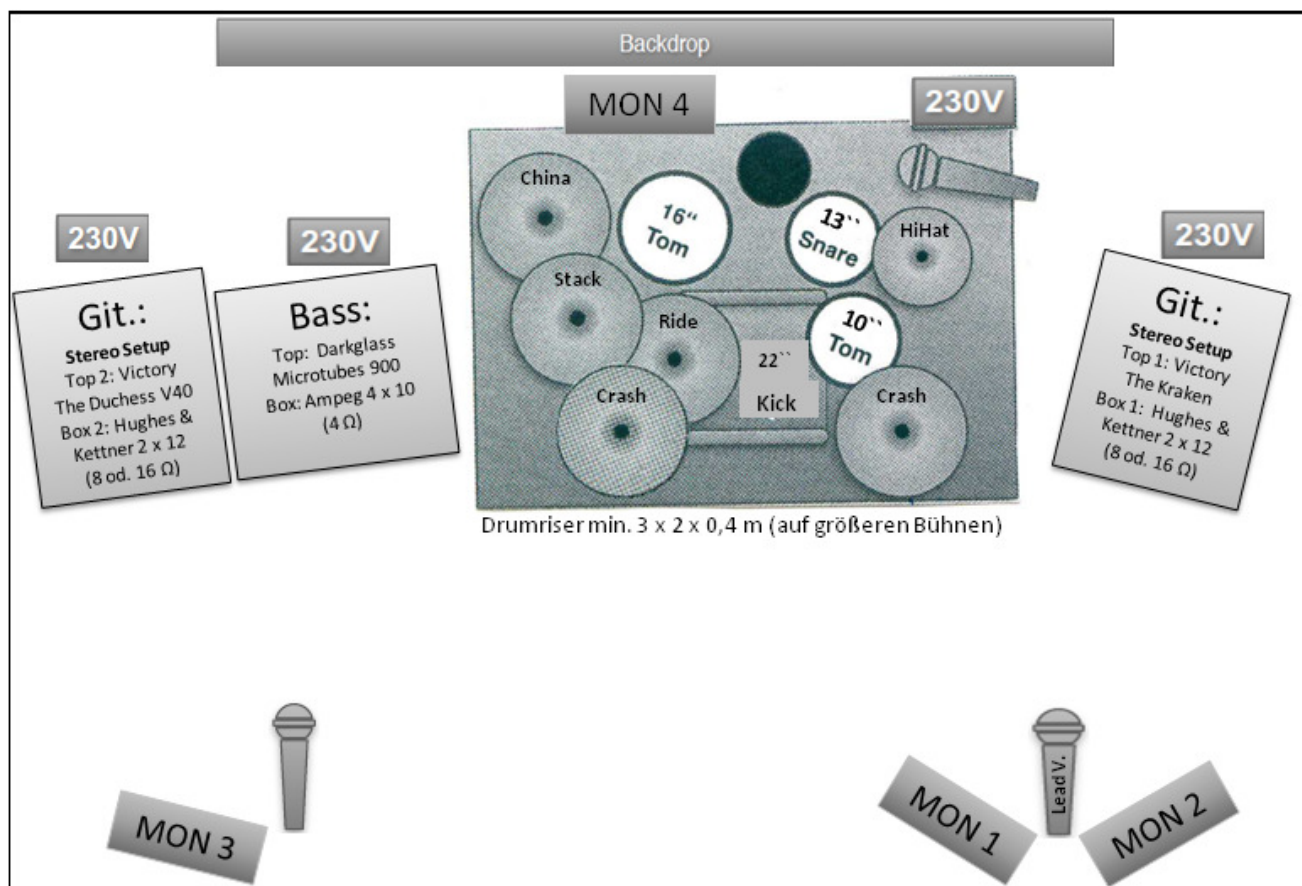 Backdrop
MON 4
230V
China
16“
Tom
13``
Snare
HiHat
Stack
Ride
10``
Tom
22``
Kick
Crash
Crash
230V
Git.:
Stereo Setup
Top 2: Victory
The Duchess V40
Box 2: Hughes &
Kettner 2 x 12
(8 od. 16 Ω)
230V
Bass:
Top: Darkglass
Microtubes 900
Box: Ampeg 4 x 10
(4 Ω)
230V
Git.:
Stereo Setup
Top 1: Victory
The Kraken
Box 1: Hughes &
Kettner 2 x 12
(8 od. 16 Ω)
Drumriser min. 3 x 2 x 0,4 m (auf größeren Bühnen)
MON 3
MON 1
Lead V.
MON 2